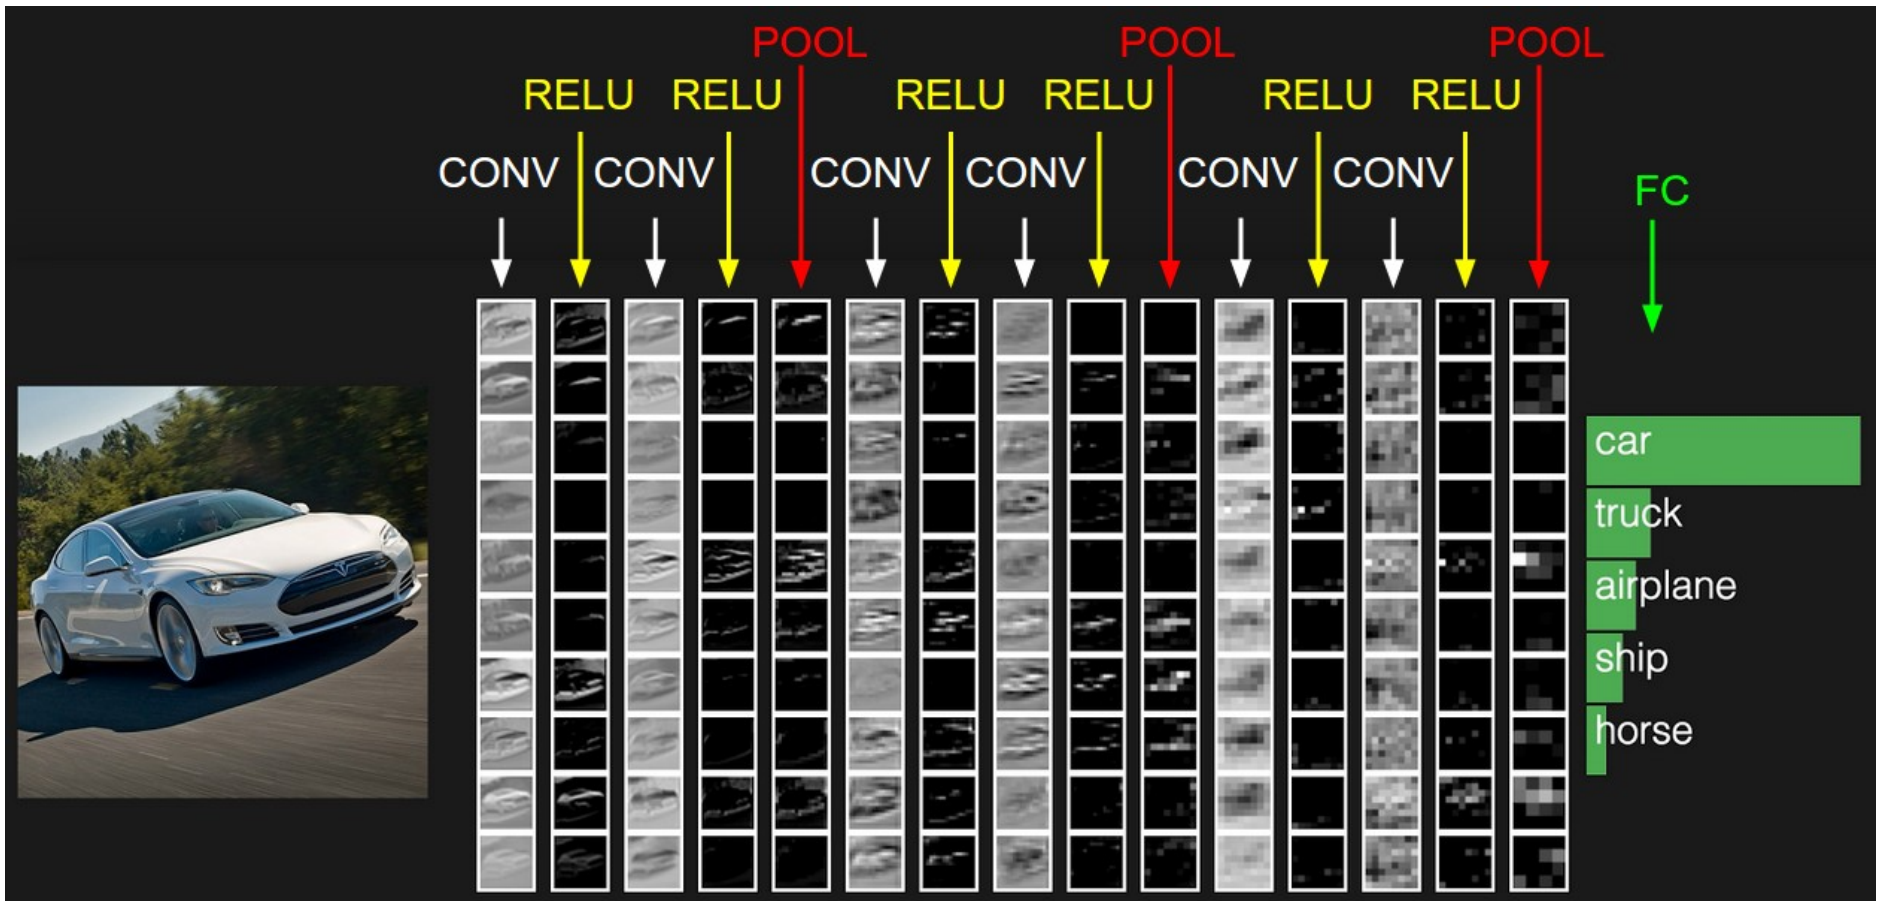 POOL POOL POOL
RELU RELU RELU RELU RELU RELU
CONV CONV CONV CONV CONV CONV
FC
car
truck
airplane
ship
horse